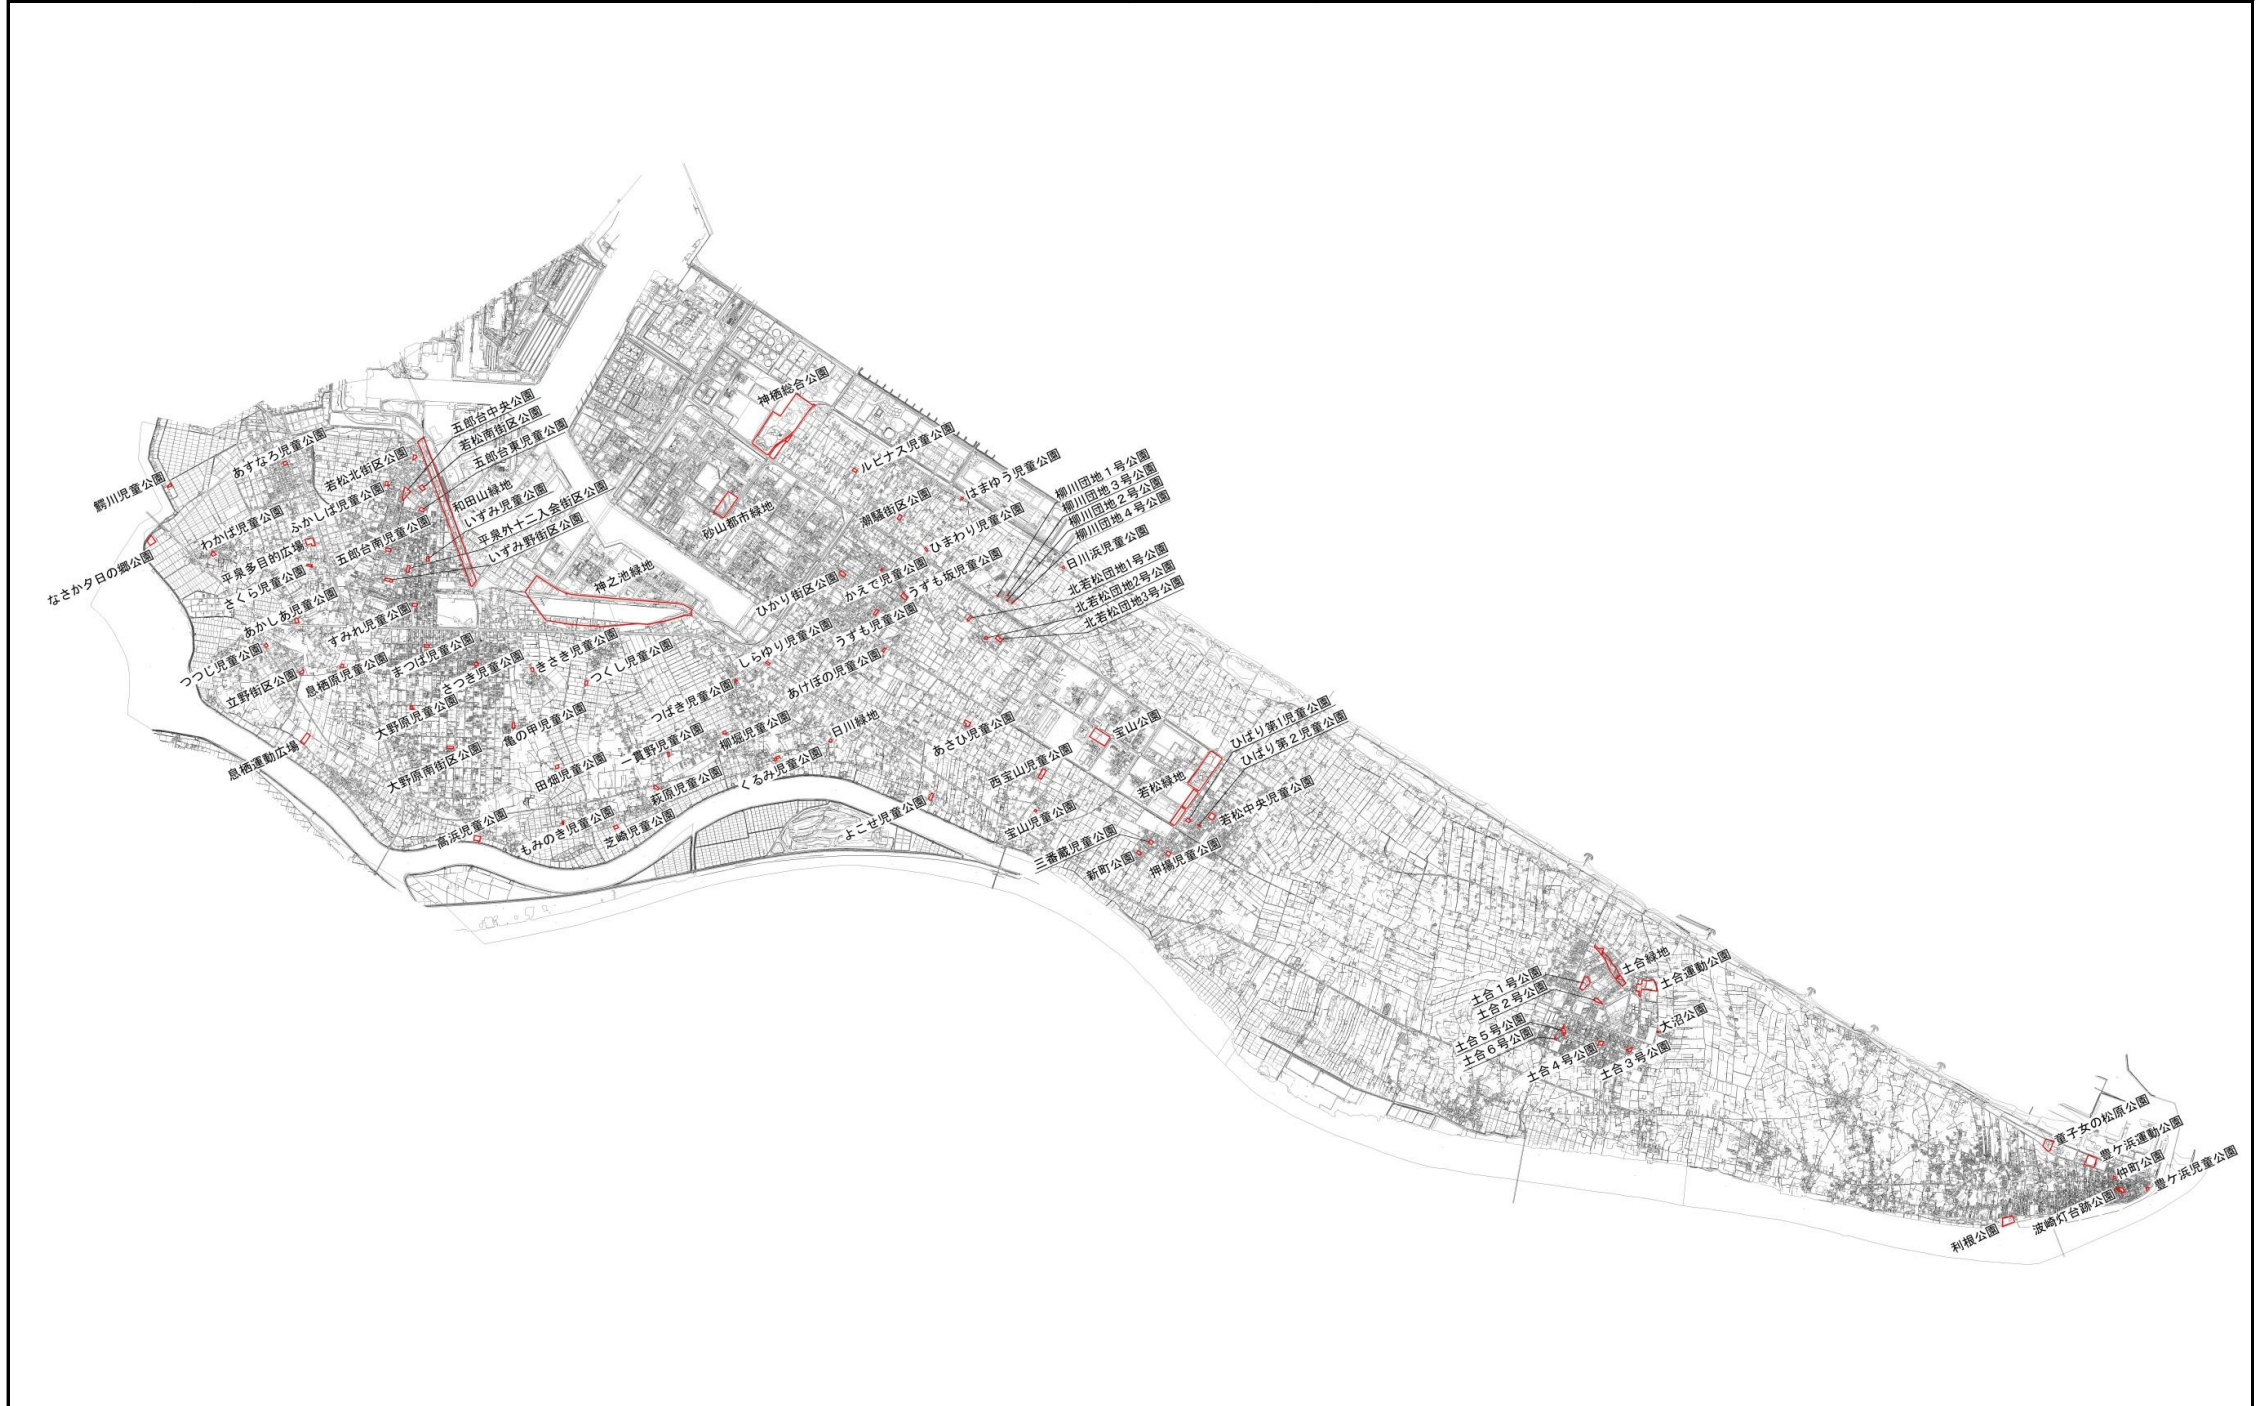 神栖総合公園
五郎台中央公園
若松南街区公園
五郎台東児童公園
あすなろ児童公園
若松北街区公園
ルピナス児童公園
鰐川児童公園
ふかしば児童公園
和田山緑地
いずみ児童公園
平泉外十二入会街区公園
いずみ野街区公園
砂山都市緑地
潮騒街区公園
はまゆう児童公園
柳川団地1号公園
柳川団地3号公園
柳川団地2号公園
柳川団地4号公園
わかば児童公園
五郎台南児童公園
ひまわり児童公園
日川浜児童公園
なさか夕日の郷公園
平泉多目的広場
さくら児童公園
神之池緑地
ひかり街区公園
かえで児童公園
うずも坂児童公園
北若松団地1号公園
北若松団地2号公園
北若松団地3号公園
あかしあ児童公園
すみれ児童公園
しらゆり児童公園
うずも児童公園
つつじ児童公園
立野街区公園
息栖原児童公園
まつば児童公園
さつき児童公園
きさき児童公園
つくし児童公園
つばき児童公園
あけぼの児童公園
大野原児童公園
亀の甲児童公園
一貫野児童公園
柳堀児童公園
日川緑地
あさひ児童公園
宝山公園
ひばり第1児童公園
ひばり第2児童公園
息栖運動広場
大野原南街区公園
田畑児童公園
萩原児童公園
くるみ児童公園
西宝山児童公園
若松緑地
若松中央児童公園
高浜児童公園
もみのき児童公園
芝崎児童公園
よこせ児童公園
宝山児童公園
三番蔵児童公園
新町公園
押揚児童公園
土合緑地
土合運動公園
土合1号公園
土合2号公園
土合5号公園
土合6号公園
土合4号公園
土合3号公園
大沼公園
童子女の松原公園
豊ケ浜運動公園
仲町公園
豊ケ浜児童公園
波崎灯台跡公園
利根公園